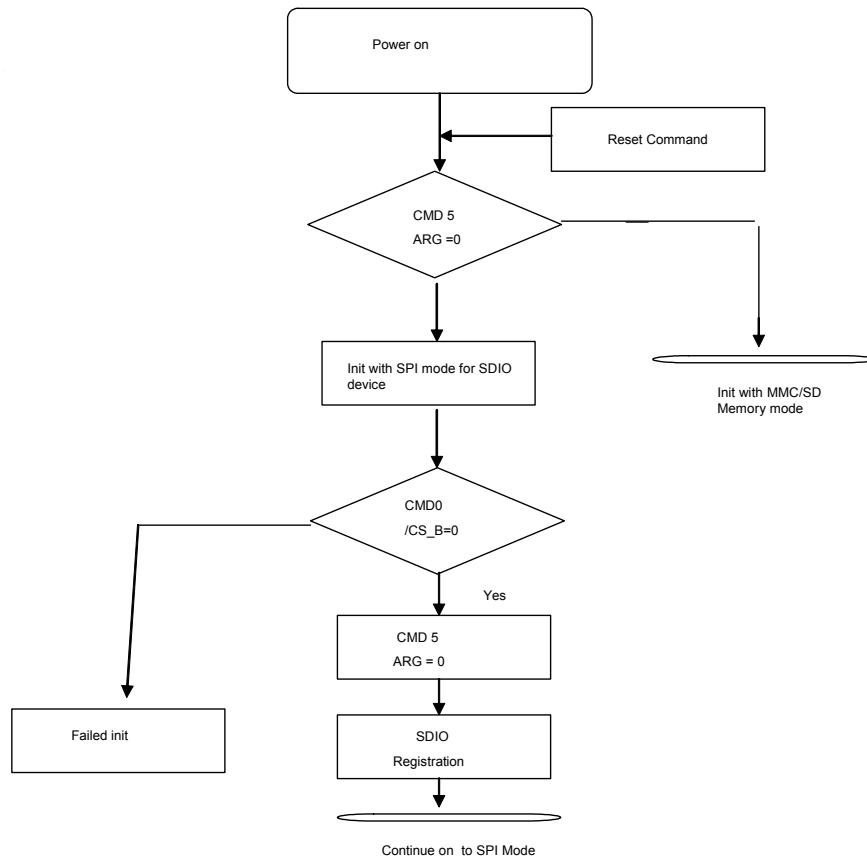 Power on
Reset Command
CMD 5
ARG =0
Init with SPI mode for SDIO
device
Init with MMC/SD
Memory mode
CMD0
/CS_B=0
Yes
CMD 5
ARG = 0
Failed init
SDIO
Registration
Continue on to SPI Mode